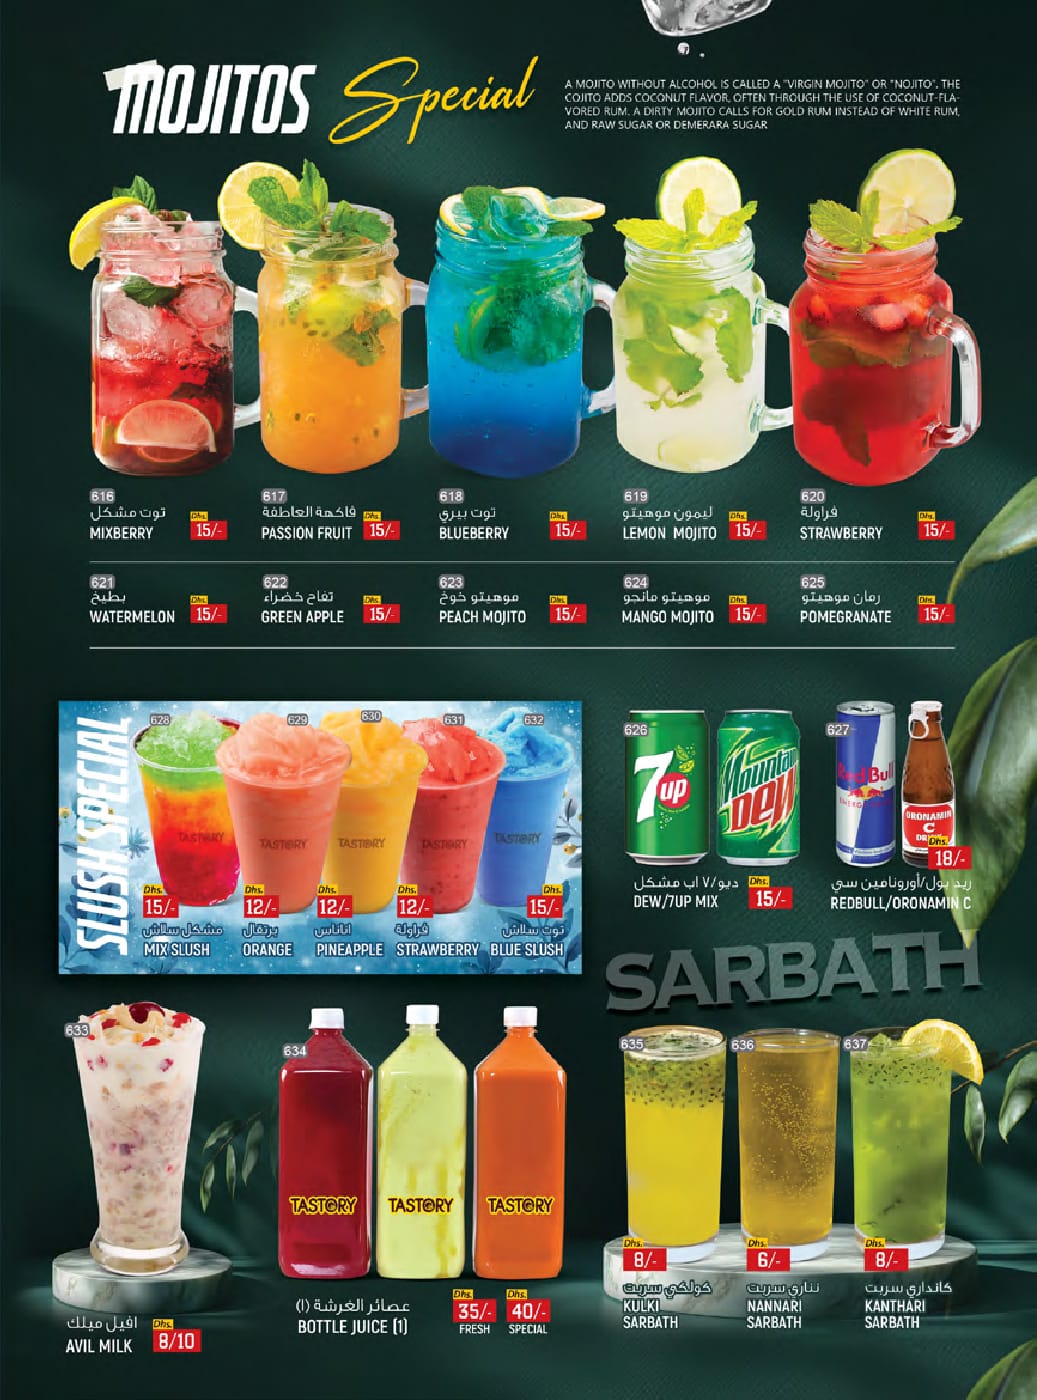 MOJITOS Special
A MOJITO WITHOUT ALCOHOL IS CALLED A "VIRGIN MOJITO" OR "NOJITO". THE
COJITO ADDS COCONUT FLAVOR, OFTEN THROUGH THE USE OF COCONUT-FLA-
VORED RUM. A DIRTY MOJITO CALLS FOR GOLD RUM INSTEAD OF WHITE RUM,
AND RAW SUGAR OR DEMERARA SUGAR
616
توت مشكل
MIXBERRY
Dhs.
15/-
617
فاكهة العاطفة
PASSION FRUIT
Dhs.
15/-
618
توت بيري
BLUEBERRY
Dhs.
15/-
619
ليمون موهيتو
LEMON MOJITO
Dhs.
15/-
620
فراولة
STRAWBERRY
Dhs.
15/-
621
بطيخ
WATERMELON
Dhs.
15/-
622
تفاح خضراء
GREEN APPLE
Dhs.
15/-
623
موهيتو خوخ
PEACH MOJITO
Dhs.
15/-
624
موهيتو مانجو
MANGO MOJITO
Dhs.
15/-
625
رمان موهيتو
POMEGRANATE
Dhs.
15/-
SLUSH SPECIAL
628
TASTORY
Dhs.
15/-
مشكل سلاش
MIX SLUSH
629
TASTORY
Dhs.
12/-
برتقال
ORANGE
630
TASTORY
Dhs.
12/-
اناناس
PINEAPPLE
631
TASTORY
Dhs.
12/-
فراولة
STRAWBERRY
632
TASTORY
Dhs.
15/-
توت سلاش
BLUE SLUSH
626
7up
Mountain
DEW
ديو/٧ اب مشكل
DEW/7UP MIX
Dhs.
15/-
627
Red Bull
ORONAMIN
C
Dhs.
18/-
ريد بول/أورونامين سي
REDBULL/ORONAMIN C
SARBATH
633
افيل ميلك
AVIL MILK
Dhs.
8/10
634
TASTORY
TASTORY
TASTORY
عصائر الغرشة (١)
BOTTLE JUICE (1)
Dhs.
35/-
FRESH
Dhs.
40/-
SPECIAL
635
Dhs.
8/-
كولكي سربت
KULKI
SARBATH
636
Dhs.
6/-
نناري سربت
NANNARI
SARBATH
637
Dhs.
8/-
كانداري سربت
KANTHARI
SARBATH